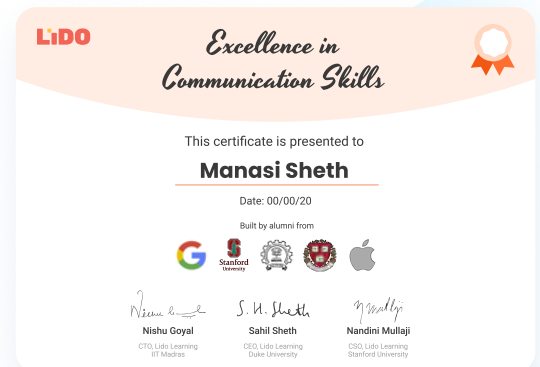 LiDO
Excellence in
Communication Skills
This certificate is presented to
Manasi Sheth
Date: 00/00/20
Built by alumni from
Stanford
University
S. H. Sheth
Nishu Goyal
Sahil Sheth
Nandini Mullaji
CTO, Lido Learning
CEO, Lido Learning
CSO, Lido Learning
IIT Madras
Duke University
Stanford University